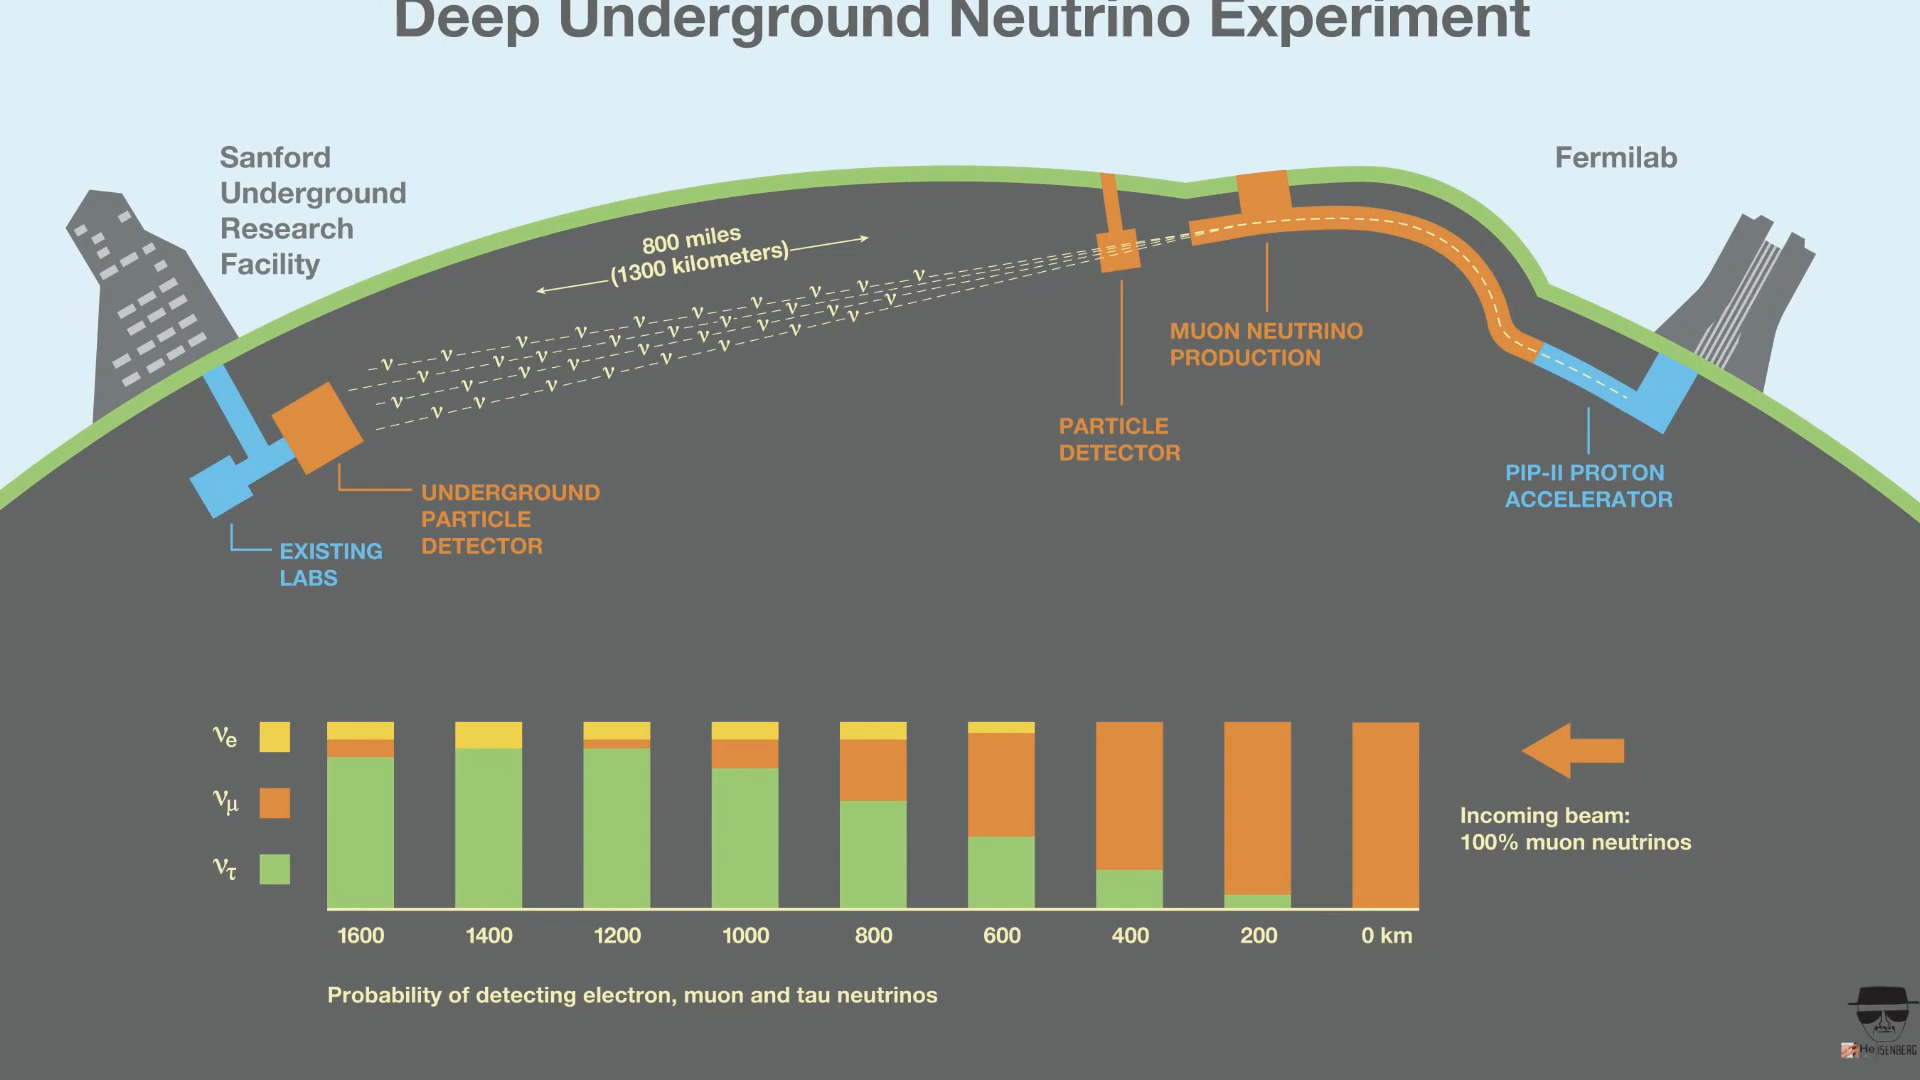 Deep Underground Neutrino Experiment
Sanford
Underground
Research
Facility
Fermilab
800 miles
(1300 kilometers)
ν ν ν ν ν ν ν ν ν ν
ν ν ν ν ν ν ν ν
ν ν ν ν ν ν ν ν
ν ν ν ν ν ν ν ν
MUON NEUTRINO
PRODUCTION
PARTICLE
DETECTOR
PIP-II PROTON
ACCELERATOR
UNDERGROUND
PARTICLE
DETECTOR
EXISTING
LABS
νe
νμ
ντ
Incoming beam:
100% muon neutrinos
1600 1400 1200 1000 800 600 400 200 0 km
Probability of detecting electron, muon and tau neutrinos
HeiSENBERG